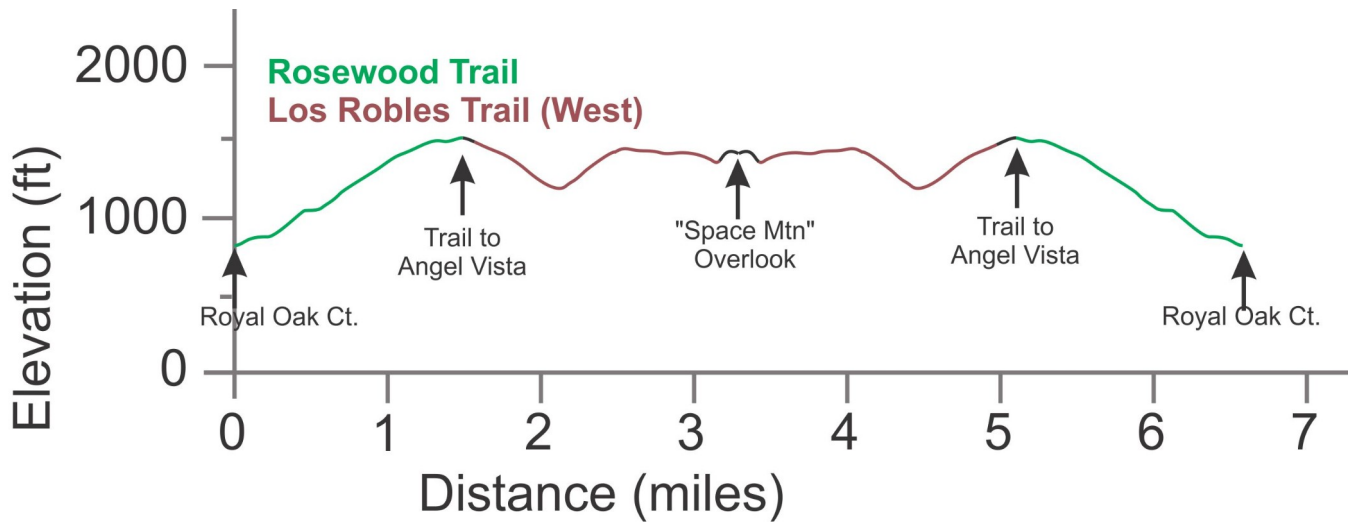 2000
1000
0
Elevation (ft)
Rosewood Trail
Los Robles Trail (West)
Royal Oak Ct.
Trail to
Angel Vista
"Space Mtn"
Overlook
Trail to
Angel Vista
Royal Oak Ct.
0 1 2 3 4 5 6 7
Distance (miles)